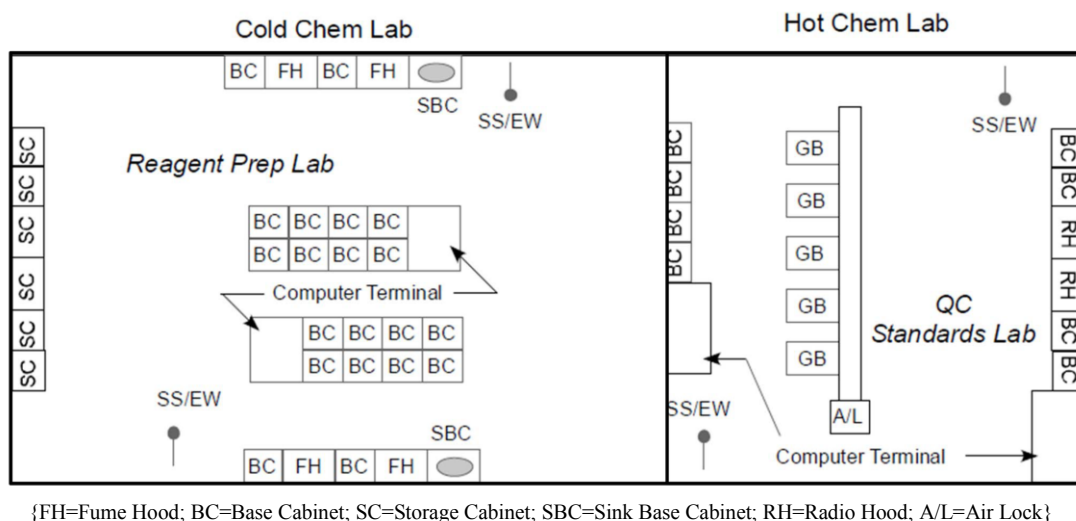 Cold Chem Lab
Hot Chem Lab
BC FH BC FH
SBC
SS/EW
SS/EW
SC
SC
SC
SC
SC
SC
Reagent Prep Lab
BC BC BC BC
BC BC BC BC
Computer Terminal
BC BC BC BC
BC BC BC BC
SS/EW
SBC
BC FH BC FH
BC
BC
BC
BC
GB
GB
GB
GB
GB
A/L
BC
BC
RH
RH
BC
BC
QC
Standards Lab
SS/EW
Computer Terminal
{FH=Fume Hood; BC=Base Cabinet; SC=Storage Cabinet; SBC=Sink Base Cabinet; RH=Radio Hood; A/L=Air Lock}